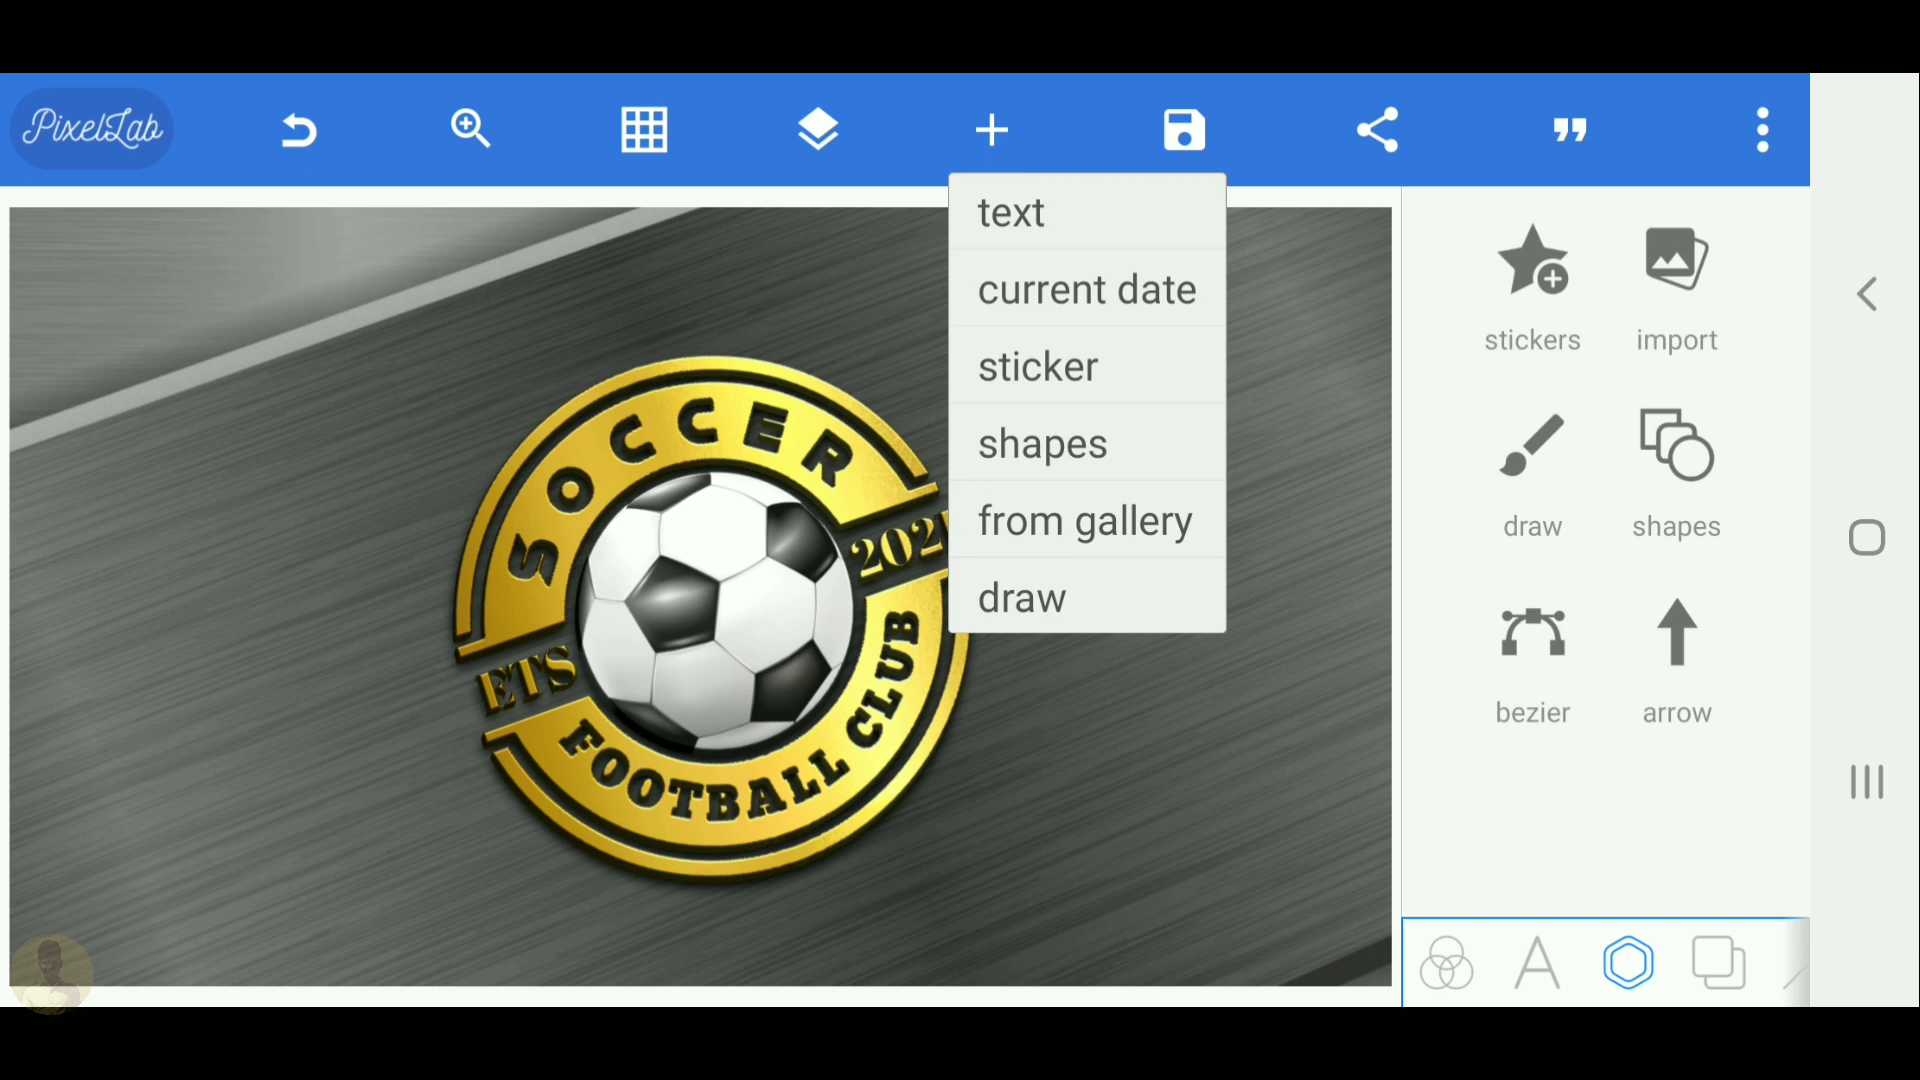 PixelLab
text
current date
sticker
shapes
from gallery
draw
SOCCER
2021
ETS
FOOTBALL CLUB
stickers
import
draw
shapes
bezier
arrow